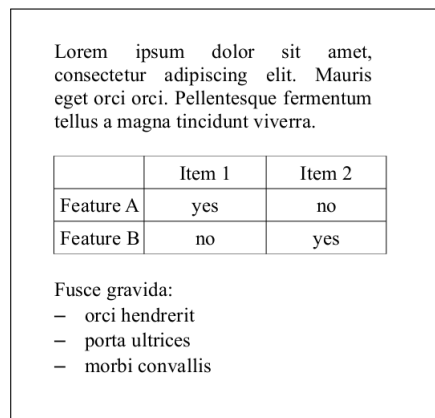 Lorem ipsum dolor sit amet,
consectetur adipiscing elit. Mauris
eget orci orci. Pellentesque fermentum
tellus a magna tincidunt viverra.
Item 1 Item 2
Feature A yes no
Feature B no yes
Fusce gravida:
– orci hendrerit
– porta ultrices
– morbi convallis